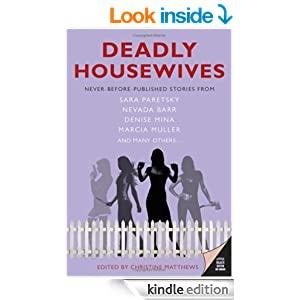 LOOK INSIDE!
DEADLY
HOUSEWIVES
NEVER-BEFORE-PUBLISHED STORIES FROM
SARA PARETSKY
NEVADA BARR
DENISE MINA
MARCIA MULLER
AND MANY OTHERS...
EDITED BY CHRISTINE MATTHEWS
kindle edition